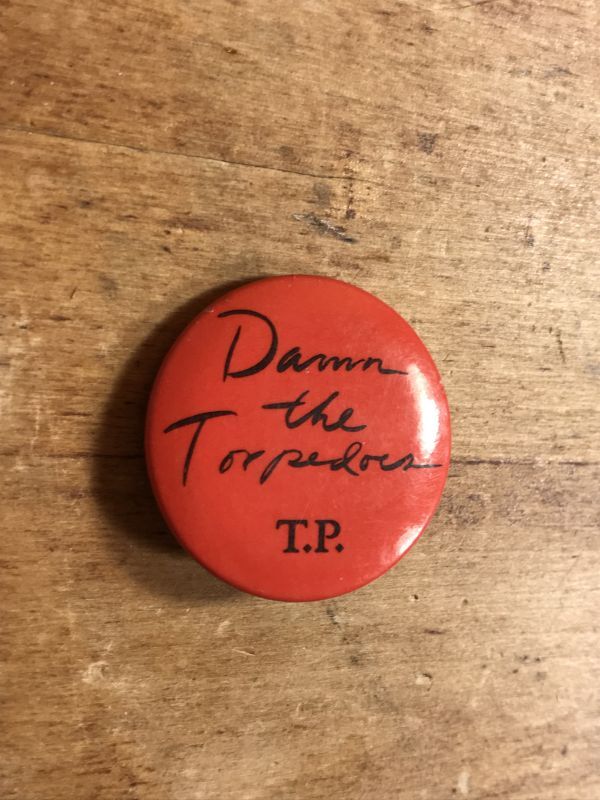 Damn
the
Torpedoes
T.P.